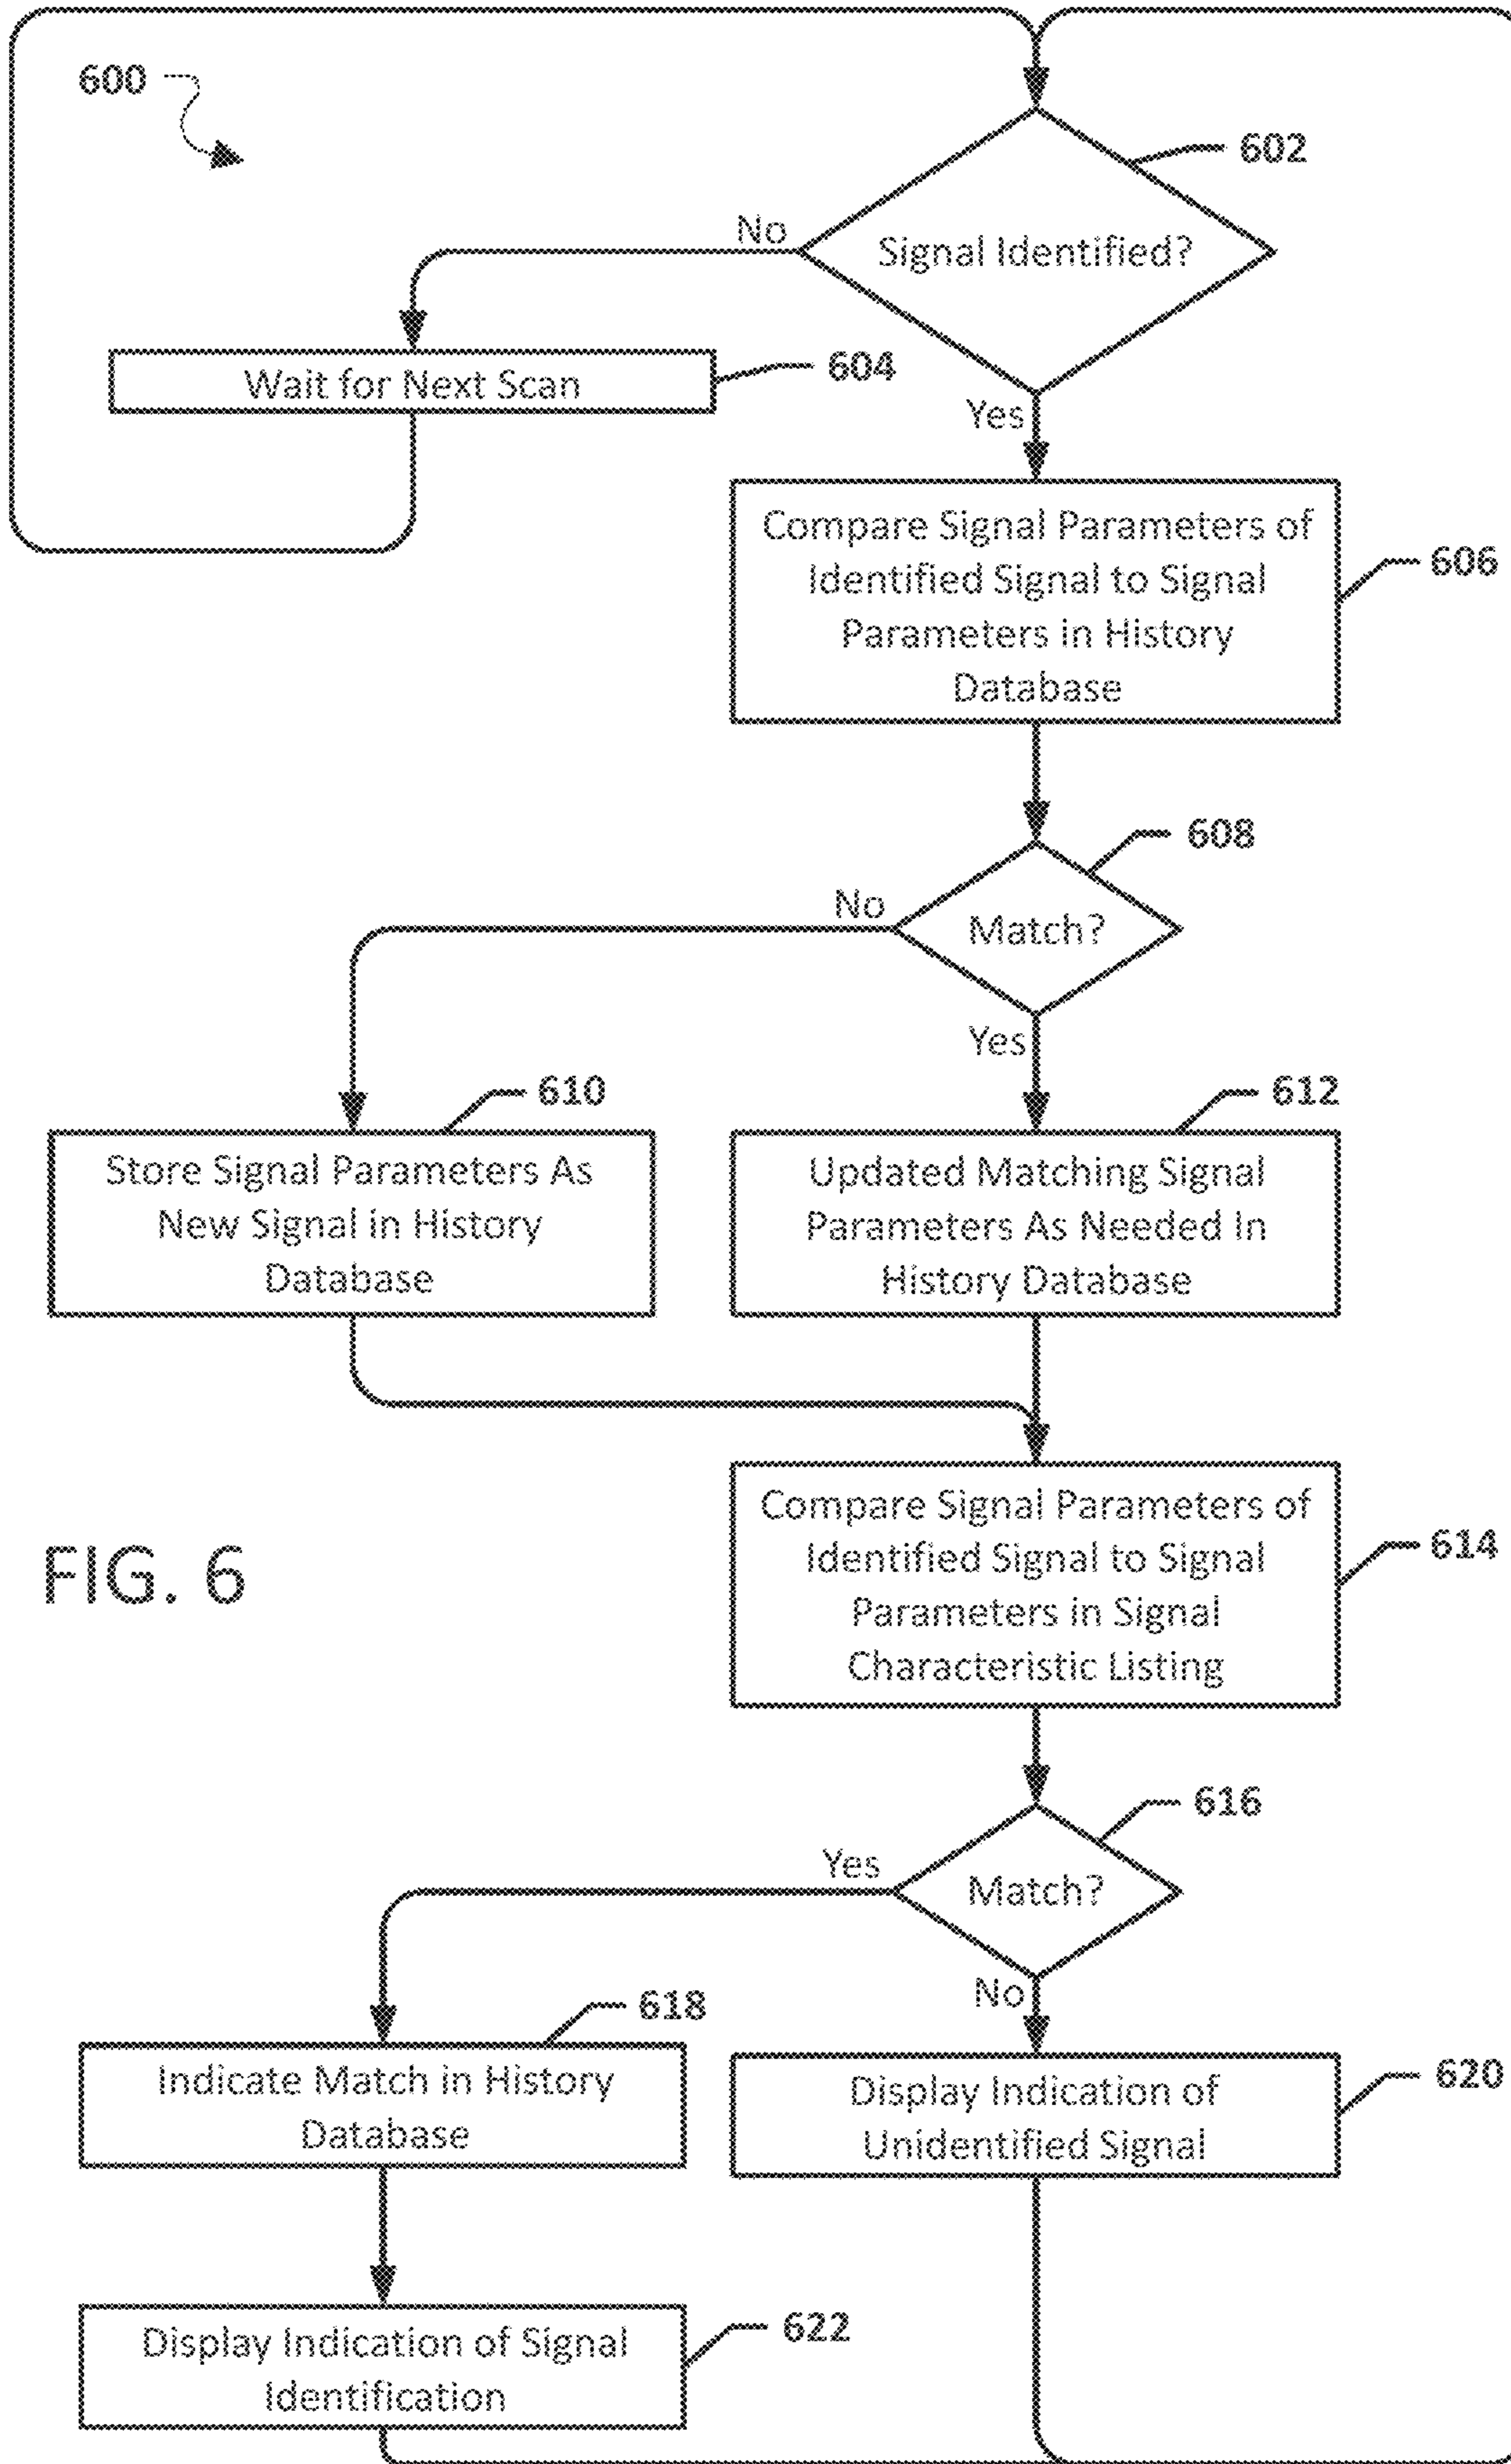 600
602
No
Signal Identified?
Wait for Next Scan
604
Yes
Compare Signal Parameters of
Identified Signal to Signal
Parameters in History
Database
606
608
No
Match?
Yes
610
612
Store Signal Parameters As
New Signal in History
Database
Updated Matching Signal
Parameters As Needed In
History Database
Compare Signal Parameters of
Identified Signal to Signal
Parameters in Signal
Characteristic Listing
614
FIG. 6
616
Yes
Match?
No
618
Indicate Match in History
Database
Display Indication of
Unidentified Signal
620
Display Indication of Signal
Identification
622